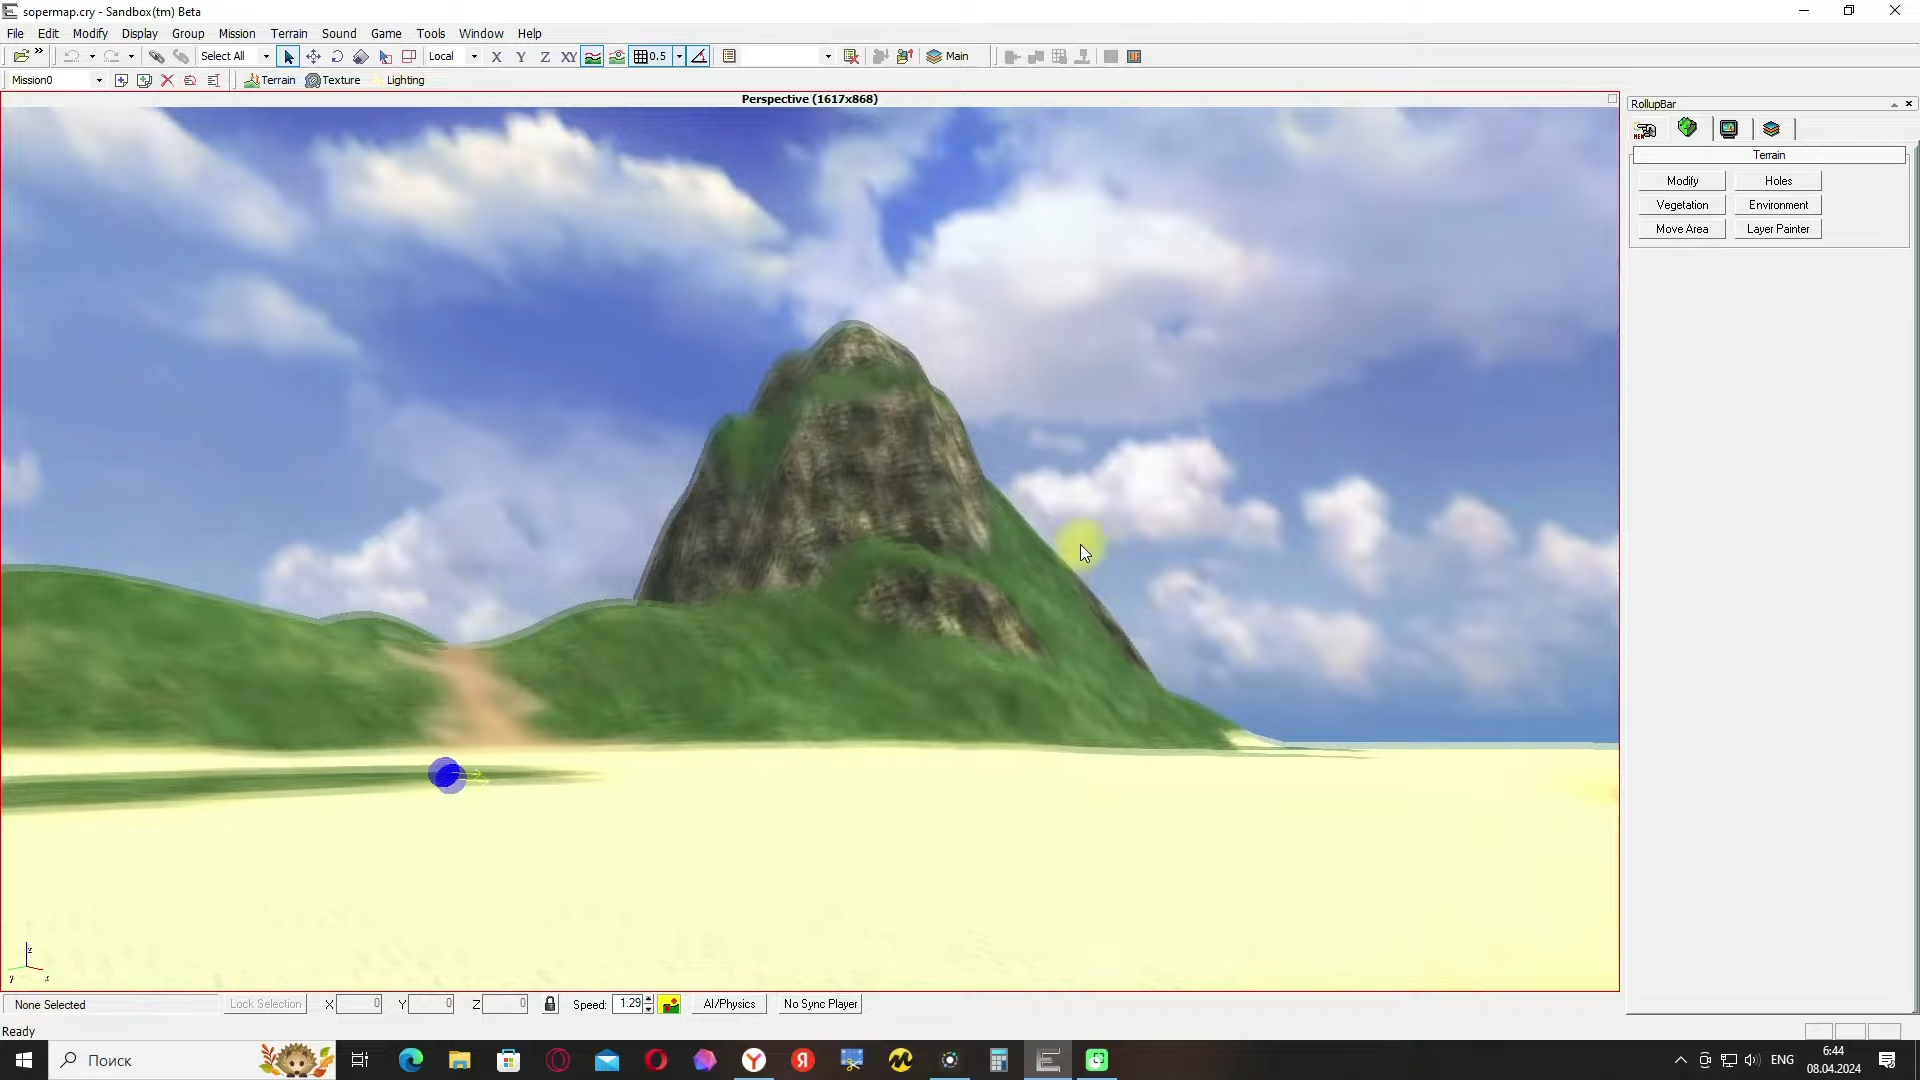 sopermap.cry - Sandbox(tm) Beta
File Edit Modify Display Group Mission Terrain Sound Game Tools Window Help
Select All Local X Y Z XY 0.5 Main
Mission0 Terrain Texture Lighting
Perspective (1617x868)
RollupBar
Terrain
Modify Holes
Vegetation Environment
Move Area Layer Painter
z
y x
None Selected Lock Selection X 0 Y 0 Z 0 Speed: 1.29 AI/Physics No Sync Player
Ready
Поиск
ENG
6:44
08.04.2024